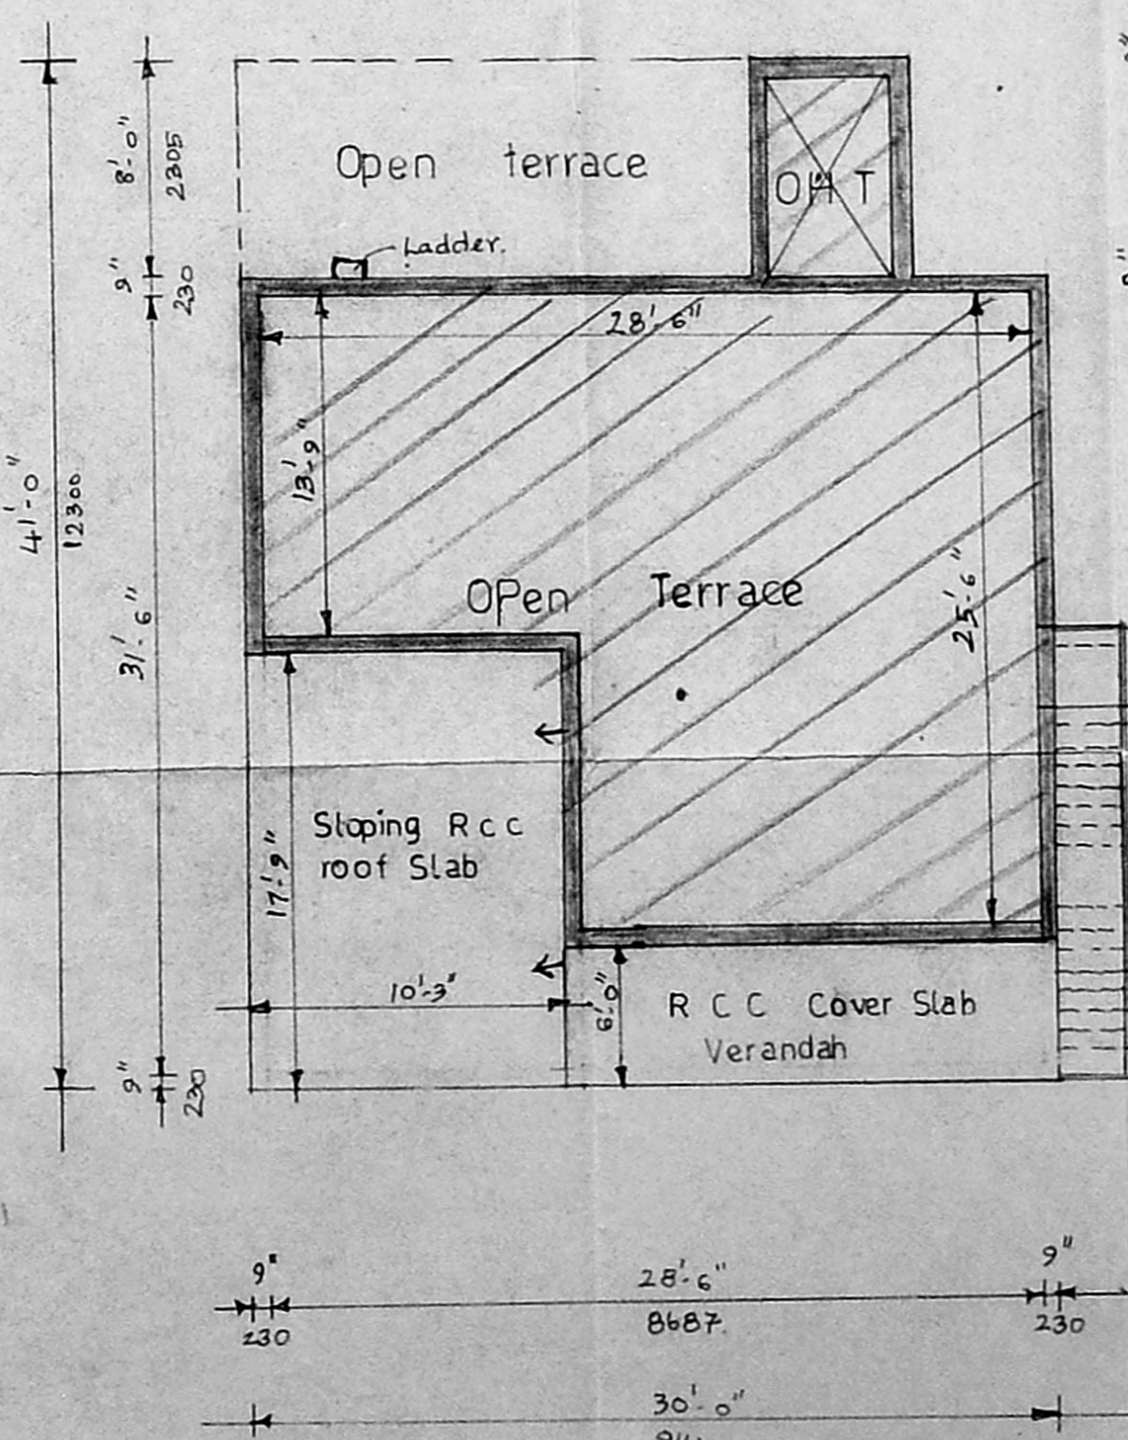 Open terrace
OHT
Ladder.
8'-0"
2305
9"
230
28'-6"
13'-9"
41'-0"
12300
31'-6"
Open Terrace
25'-6"
Sloping Rcc
roof Slab
17'-9"
10'-3"
6'-0"
R C C Cover Slab
Verandah
9"
230
9"
28'-6"
9"
230
8687.
230
30'-0"